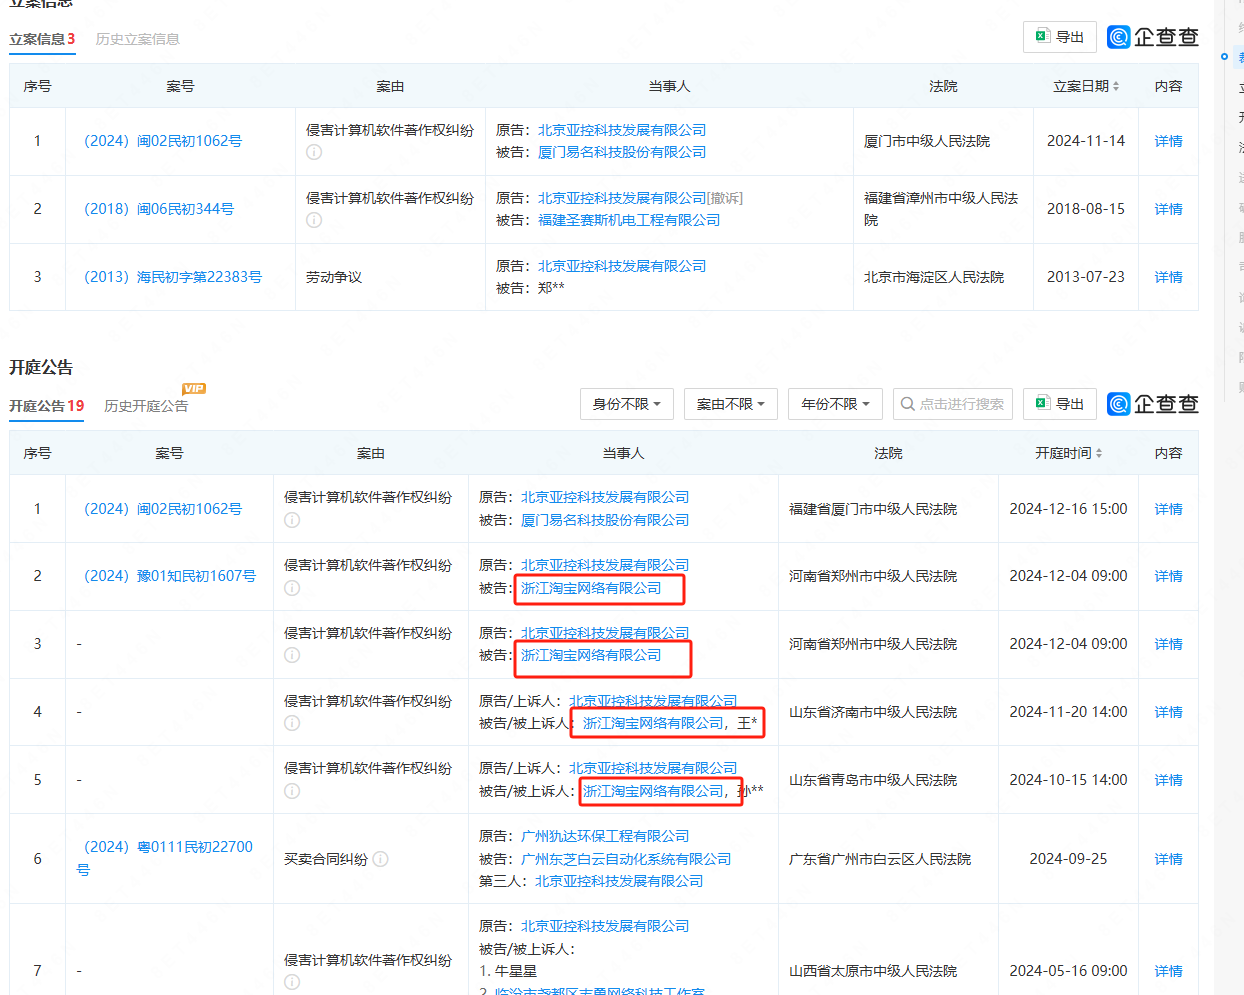 立案信息
立案信息 3 历史立案信息 导出 企查查
序号 案号 案由 当事人 法院 立案日期 内容
1 （2024）闽02民初1062号 侵害计算机软件著作权纠纷 原告：北京亚控科技发展有限公司
被告：厦门易名科技股份有限公司 厦门市中级人民法院 2024-11-14 详情
2 （2018）闽06民初344号 侵害计算机软件著作权纠纷 原告：北京亚控科技发展有限公司[撤诉]
被告：福建圣赛斯机电工程有限公司 福建省漳州市中级人民法
院 2018-08-15 详情
3 （2013）海民初字第22383号 劳动争议 原告：北京亚控科技发展有限公司
被告：郑** 北京市海淀区人民法院 2013-07-23 详情
开庭公告
开庭公告 19 历史开庭公告 VIP 身份不限 案由不限 年份不限 点击进行搜索 导出 企查查
序号 案号 案由 当事人 法院 开庭时间 内容
1 （2024）闽02民初1062号 侵害计算机软件著作权纠纷 原告：北京亚控科技发展有限公司
被告：厦门易名科技股份有限公司 福建省厦门市中级人民法院 2024-12-16 15:00 详情
2 （2024）豫01知民初1607号 侵害计算机软件著作权纠纷 原告：北京亚控科技发展有限公司
被告：浙江淘宝网络有限公司 河南省郑州市中级人民法院 2024-12-04 09:00 详情
3 - 侵害计算机软件著作权纠纷 原告：北京亚控科技发展有限公司
被告：浙江淘宝网络有限公司 河南省郑州市中级人民法院 2024-12-04 09:00 详情
4 - 侵害计算机软件著作权纠纷 原告/上诉人：北京亚控科技发展有限公司
被告/被上诉人：浙江淘宝网络有限公司，王* 山东省济南市中级人民法院 2024-11-20 14:00 详情
5 - 侵害计算机软件著作权纠纷 原告/上诉人：北京亚控科技发展有限公司
被告/被上诉人：浙江淘宝网络有限公司，孙** 山东省青岛市中级人民法院 2024-10-15 14:00 详情
6 （2024）粤0111民初22700
号 买卖合同纠纷 原告：广州犰达环保工程有限公司
被告：广州东芝白云自动化系统有限公司
第三人：北京亚控科技发展有限公司 广东省广州市白云区人民法院 2024-09-25 详情
7 - 侵害计算机软件著作权纠纷 原告：北京亚控科技发展有限公司
被告/被上诉人：
1. 牛星星
2. 临汾市尧都区志勇网络科技工作室 山西省太原市中级人民法院 2024-05-16 09:00 详情